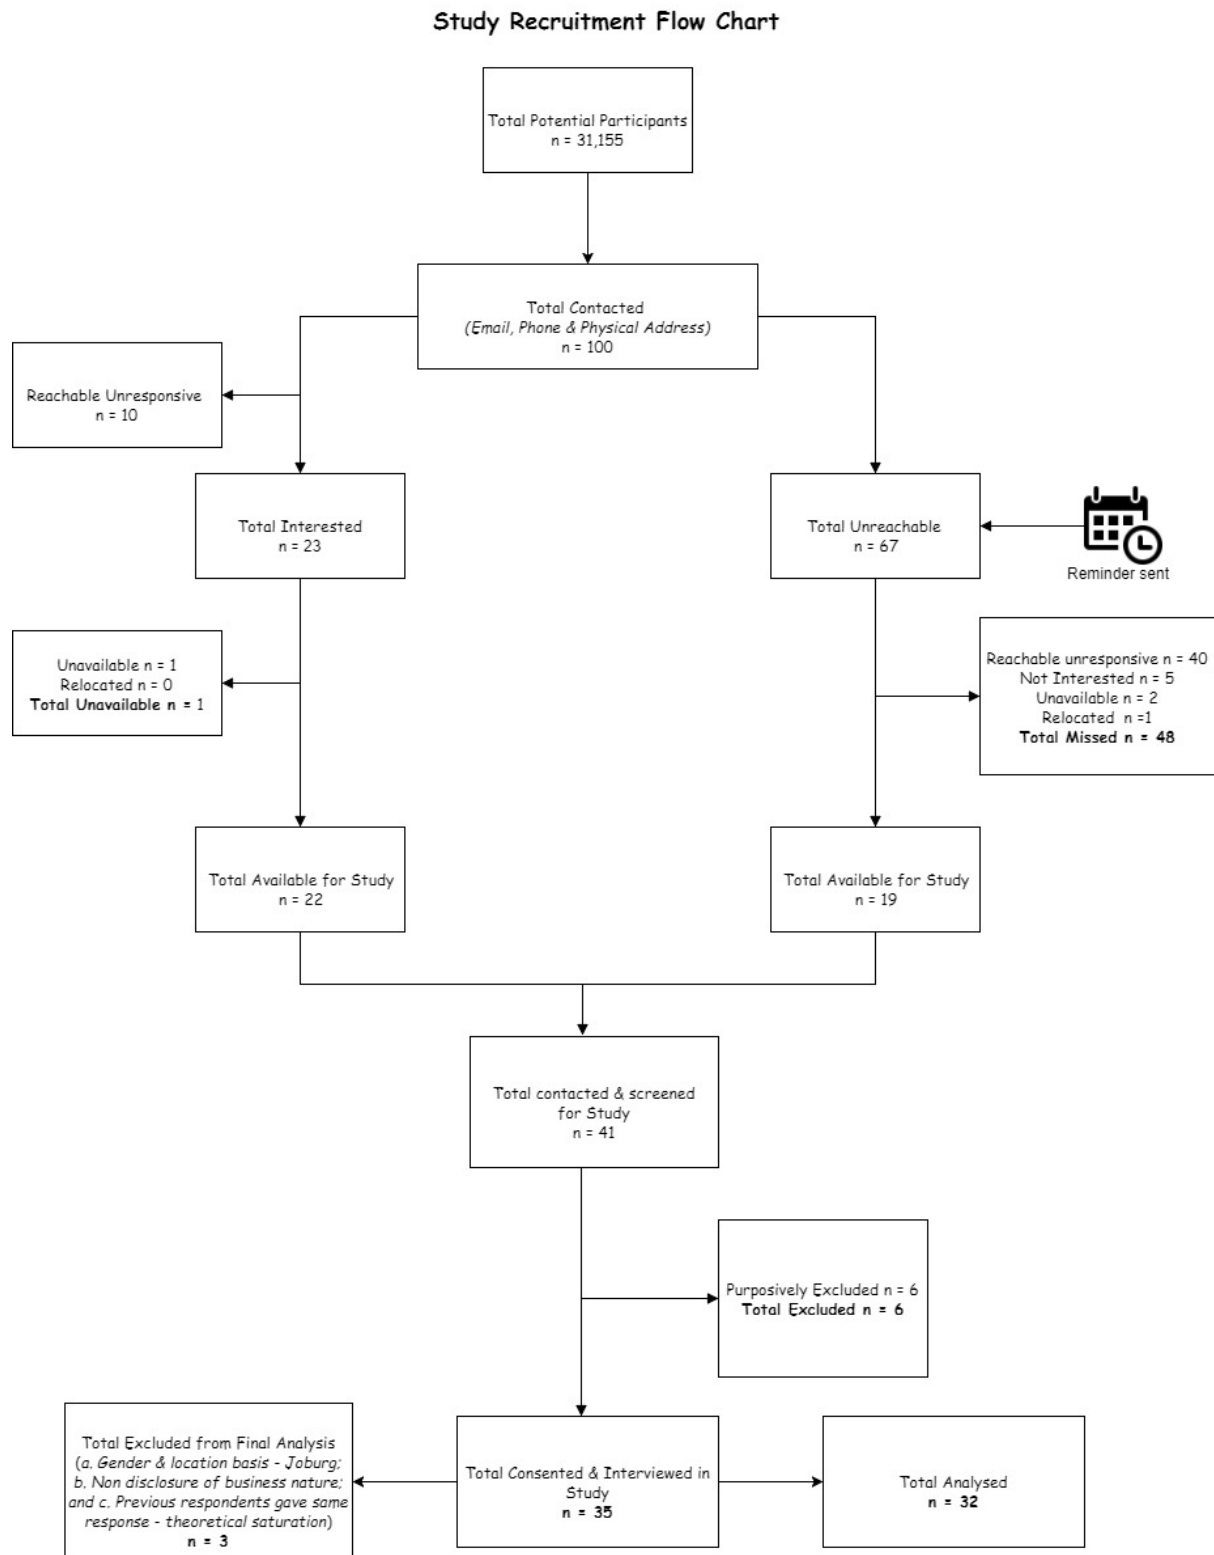 Study Recruitment Flow Chart
Total Potential Participants
n = 31,155
Total Contacted
(Email, Phone & Physical Address)
n = 100
Reachable Unresponsive
n = 10
Total Interested
n = 23
Total Unreachable
n = 67
Reminder sent
Unavailable n = 1
Relocated n = 0
Total Unavailable n = 1
Reachable unresponsive n = 40
Not Interested n = 5
Unavailable n = 2
Relocated n =1
Total Missed n = 48
Total Available for Study
n = 22
Total Available for Study
n = 19
Total contacted & screened
for Study
n = 41
Purposively Excluded n = 6
Total Excluded n = 6
Total Excluded from Final Analysis
(a. Gender & location basis - Joburg;
b. Non disclosure of business nature;
and c. Previous respondents gave same
response - theoretical saturation)
n = 3
Total Consented & Interviewed in
Study
n = 35
Total Analysed
n = 32